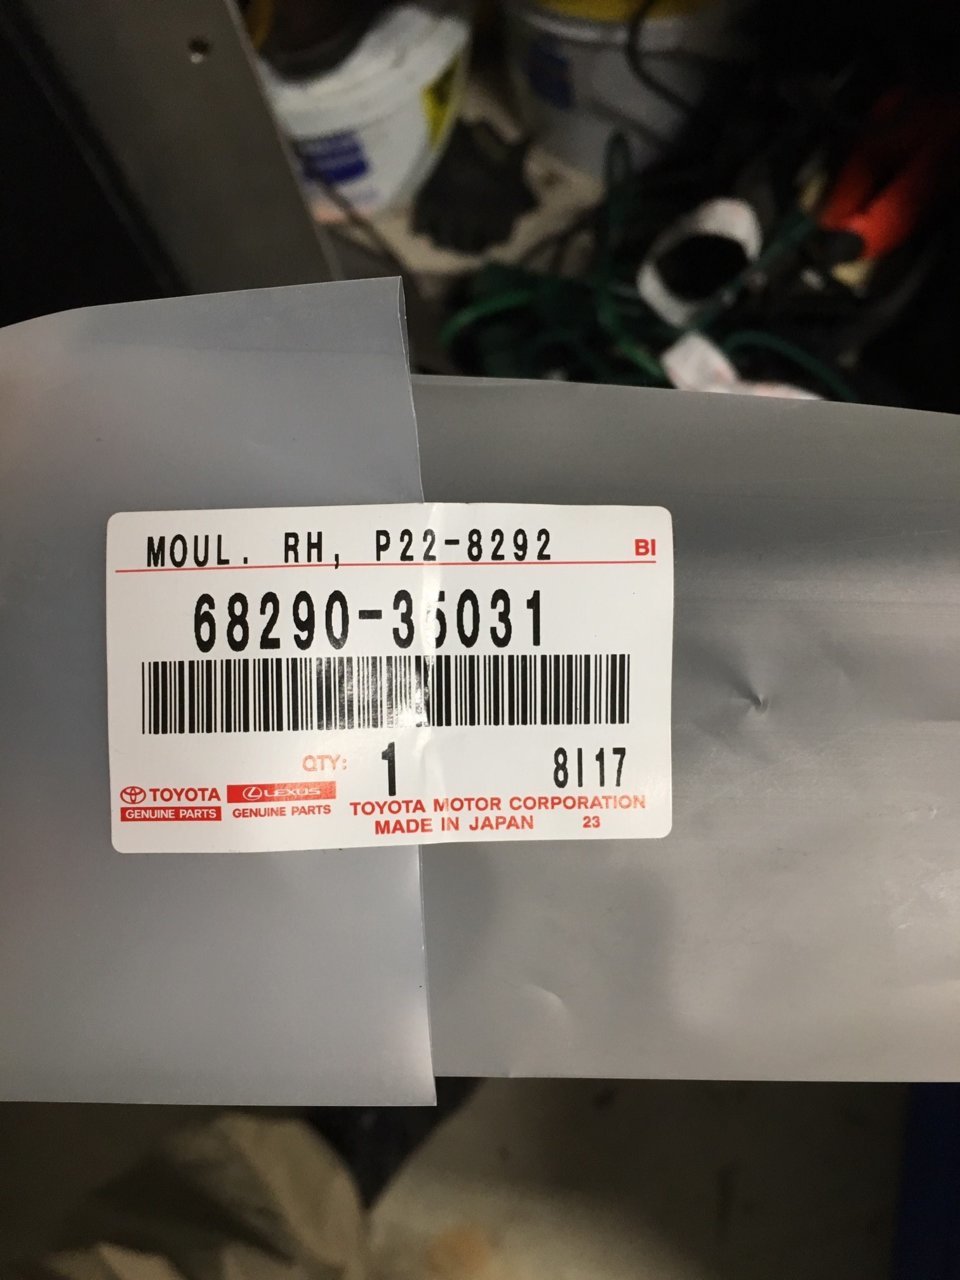 MOUL. RH, P22-8292 BI
68290-35031
QTY: 1 8I17
TOYOTA LEXUS
GENUINE PARTS GENUINE PARTS
TOYOTA MOTOR CORPORATION
MADE IN JAPAN 23